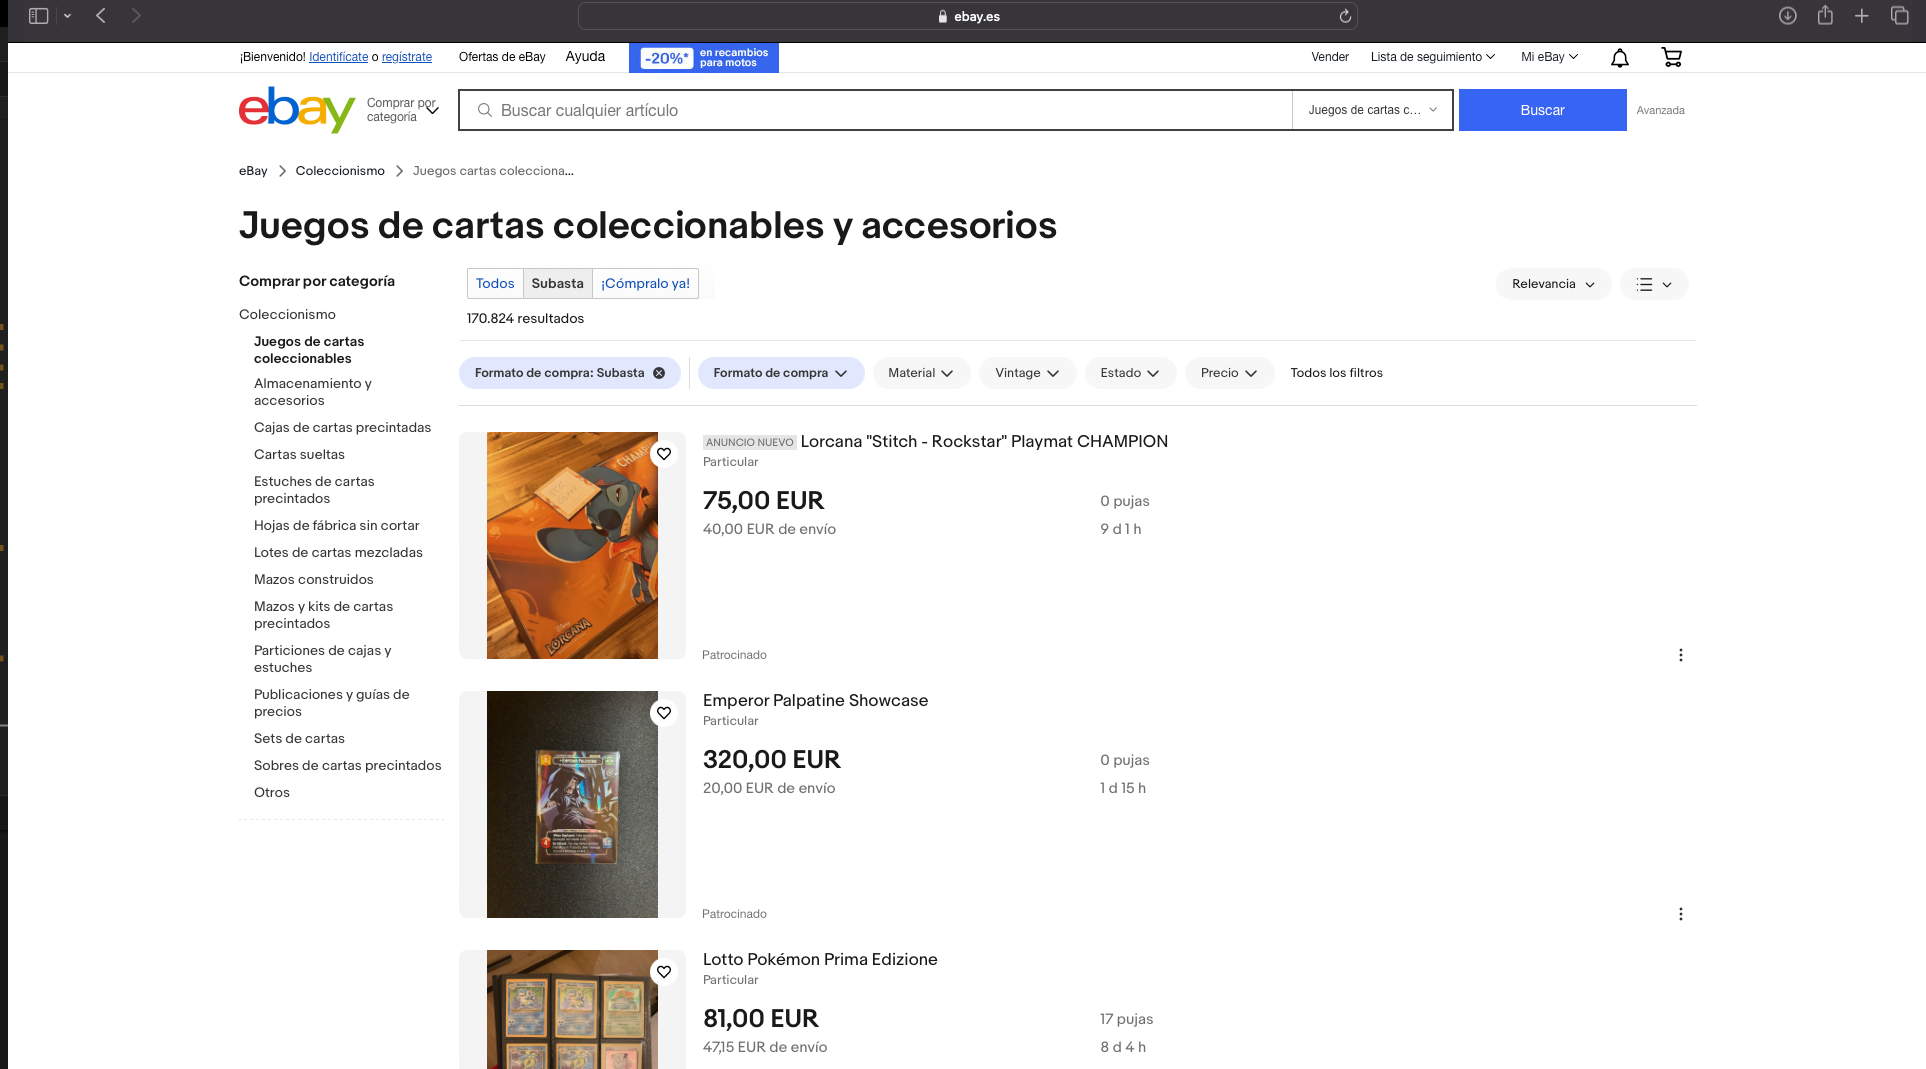 ebay.es
¡Bienvenido! Identifícate o regístrate
Ofertas de eBay
Ayuda
-20%* en recambios
para motos
Vender
Lista de seguimiento
Mi eBay
ebay
Comprar por
categoría
Buscar cualquier artículo
Juegos de cartas c...
Buscar
Avanzada
eBay
Coleccionismo
Juegos cartas colecciona...
Juegos de cartas coleccionables y accesorios
Comprar por categoría
Coleccionismo
Juegos de cartas
coleccionables
Almacenamiento y
accesorios
Cajas de cartas precintadas
Cartas sueltas
Estuches de cartas
precintados
Hojas de fábrica sin cortar
Lotes de cartas mezcladas
Mazos construidos
Mazos y kits de cartas
precintados
Particiones de cajas y
estuches
Publicaciones y guías de
precios
Sets de cartas
Sobres de cartas precintados
Otros
Todos
Subasta
¡Cómpralo ya!
Relevancia
170.824 resultados
Formato de compra: Subasta
Formato de compra
Material
Vintage
Estado
Precio
Todos los filtros
CHAMP
DISNEY
LORCANA
ANUNCIO NUEVO Lorcana "Stitch - Rockstar" Playmat CHAMPION
Particular
75,00 EUR
0 pujas
40,00 EUR de envío
9 d 1 h
Patrocinado
EMPEROR PALPATINE
Emperor Palpatine Showcase
Particular
320,00 EUR
0 pujas
20,00 EUR de envío
1 d 15 h
Patrocinado
Lotto Pokémon Prima Edizione
Particular
81,00 EUR
17 pujas
47,15 EUR de envío
8 d 4 h